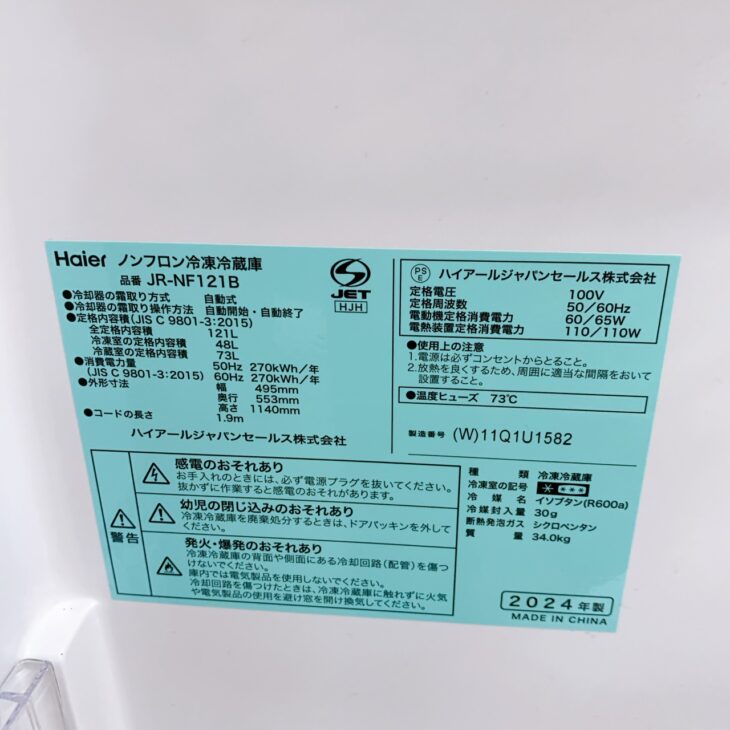 Haier ノンフロン冷凍冷蔵庫
品番 JR-NF121B
●冷却器の霜取り方式 自動式
●冷却器の霜取り操作方法 自動開始・自動終了
●定格内容積(JIS C 9801-3:2015)
全定格内容積 121L
冷凍室の定格内容積 48L
冷蔵室の定格内容積 73L
●消費電力量 50Hz 270kWh/年
(JIS C 9801-3:2015) 60Hz 270kWh/年
●外形寸法 幅 495mm
奥行 553mm
高さ 1140mm
●コードの長さ 1.9m
ハイアールジャパンセールス株式会社
JET
HJH
PS
E
ハイアールジャパンセールス株式会社
定格電圧 100V
定格周波数 50/60Hz
電動機定格消費電力 60/65W
電熱装置定格消費電力 110/110W
●使用上の注意
1.電源は必ずコンセントからとること。
2.放熱を良くするため、周囲に適当な間隔をおいて
設置すること。
●温度ヒューズ 73℃
製造番号 (W)11Q1U1582
警告
感電のおそれあり
お手入れのときには、必ず電源プラグを抜いてください。
抜かずに作業すると感電のおそれがあります。
幼児の閉じ込みのおそれあり
冷凍冷蔵庫を廃棄処分するときは、ドアパッキンを外して
ください。
発火・爆発のおそれあり
冷凍冷蔵庫の背面や側面にある冷却回路(配管)を傷つ
けないでください。
庫内では電気製品を使用しないでください。
冷却回路を傷つけたときは、冷凍冷蔵庫に触れずに火気
や電気製品の使用を避け窓を開け換気してください。
種類 冷凍冷蔵庫
冷凍室の記号 * ***
冷媒 イソブタン(R600a)
冷媒封入量 30g
断熱発泡ガス シクロペンタン
質量 34.0kg
2024年製
MADE IN CHINA